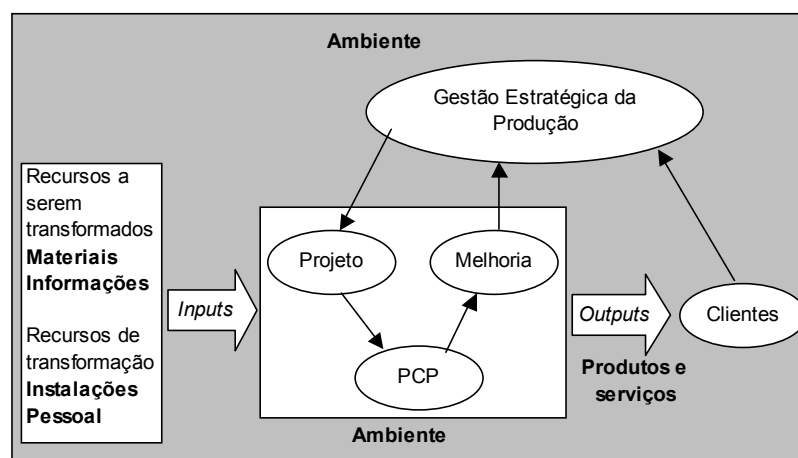 Ambiente
Gestão Estratégica da
Produção
Recursos a
serem
transformados
Materiais
Informações
Recursos de
transformação
Instalações
Pessoal
Inputs
Projeto
Melhoria
PCP
Outputs
Produtos e
serviços
Clientes
Ambiente